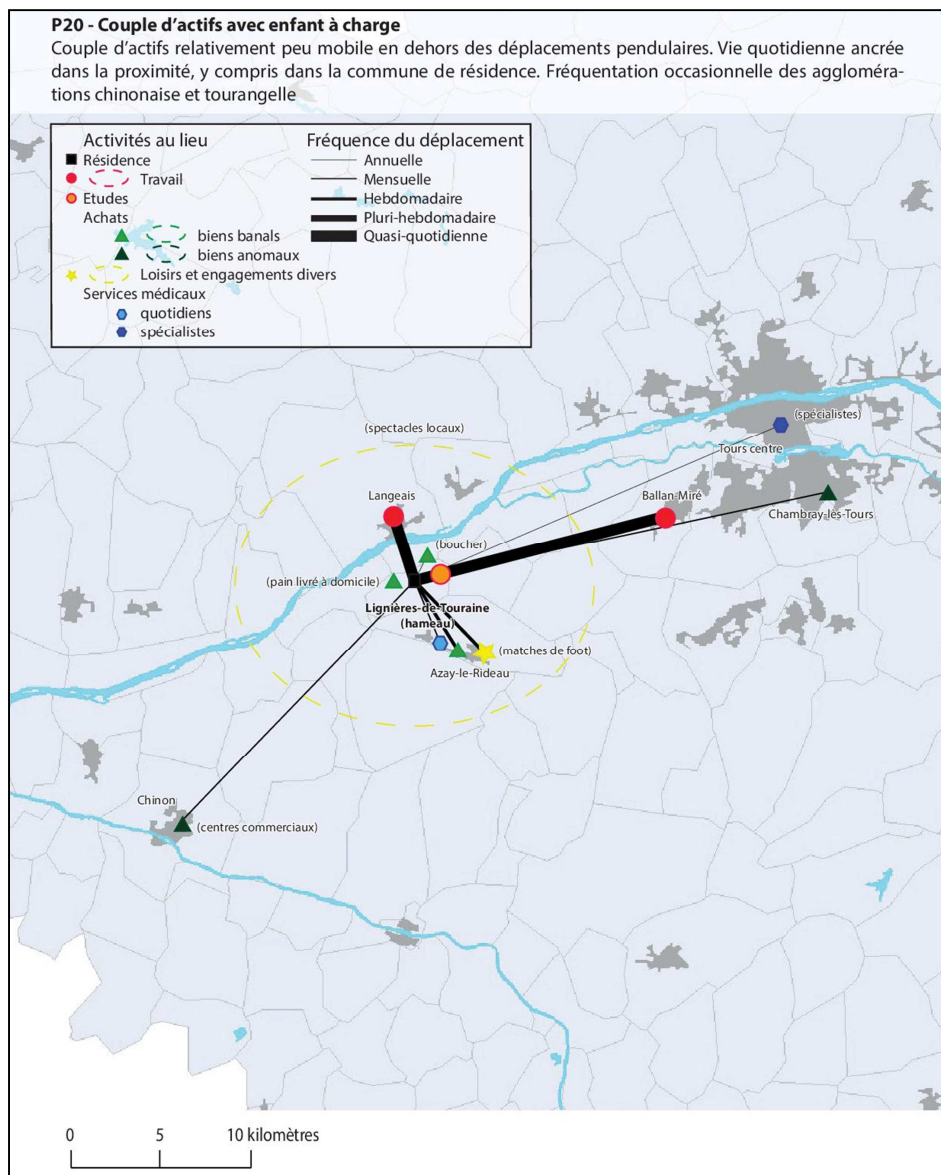 P20 - Couple d'actifs avec enfant à charge
Couple d'actifs relativement peu mobile en dehors des déplacements pendulaires. Vie quotidienne ancrée
dans la proximité, y compris dans la commune de résidence. Fréquentation occasionnelle des aggloméra-
tions chinonaise et tourangelle
Activités au lieu
Résidence
Travail
Etudes
Achats
biens banals
biens anomaux
Loisirs et engagements divers
Services médicaux
quotidiens
spécialistes
Fréquence du déplacement
Annuelle
Mensuelle
Hebdomadaire
Pluri-hebdomadaire
Quasi-quotidienne
(spécialistes)
(spectacles locaux)
Tours centre
Langeais
Ballan-Miré
Chambray-lès-Tours
(boucher)
(pain livré à domicile)
Lignières-de-Touraine
(hameau)
(matches de foot)
Azay-le-Rideau
Chinon
(centres commerciaux)
0 5 10 kilomètres